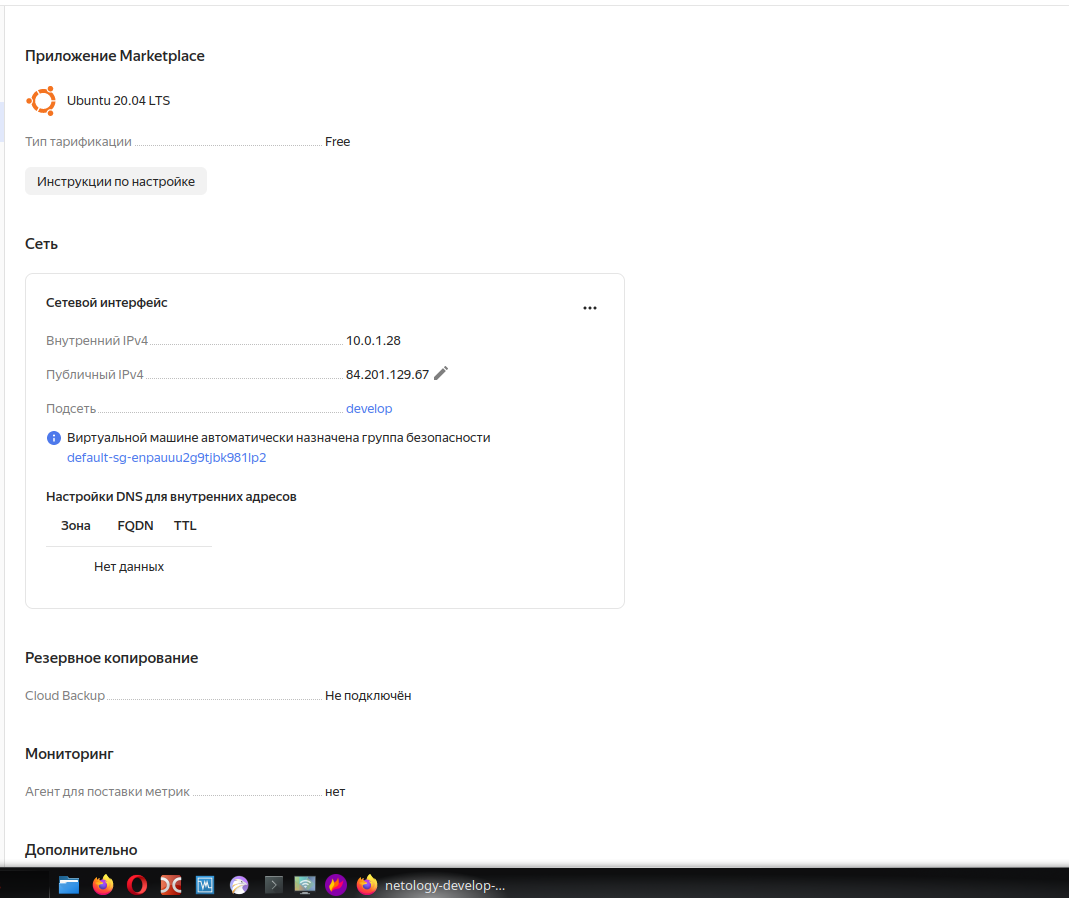 Приложение Marketplace
Ubuntu 20.04 LTS
Тип тарификации Free
Инструкции по настройке
Сеть
Сетевой интерфейс
Внутренний IPv4 10.0.1.28
Публичный IPv4 84.201.129.67
Подсеть develop
Виртуальной машине автоматически назначена группа безопасности
default-sg-enpauuu2g9tjbk981lp2
Настройки DNS для внутренних адресов
Зона FQDN TTL
Нет данных
Резервное копирование
Cloud Backup Не подключён
Мониторинг
Агент для поставки метрик нет
Дополнительно
netology-develop-...